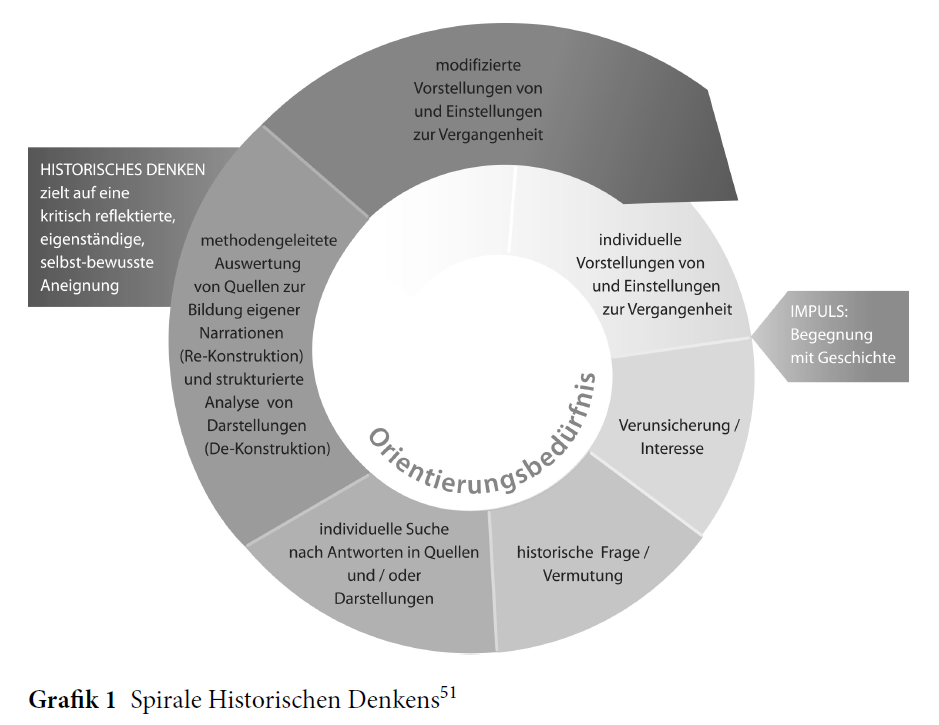 modifizierte
Vorstellungen von
und Einstellungen
zur Vergangenheit
HISTORISCHES DENKEN
zielt auf eine
kritisch reflektierte,
eigenständige,
selbst-bewusste
Aneignung
methodengeleitete
Auswertung
von Quellen zur
Bildung eigener
Narrationen
(Re-Konstruktion)
und strukturierte
Analyse von
Darstellungen
(De-Konstruktion)
individuelle
Vorstellungen von
und Einstellungen
zur Vergangenheit
IMPULS:
Begegnung
mit Geschichte
Verunsicherung /
Interesse
Orientierungsbedürfnis
historische Frage /
Vermutung
individuelle Suche
nach Antworten in Quellen
und / oder
Darstellungen
Grafik 1 Spirale Historischen Denkens51